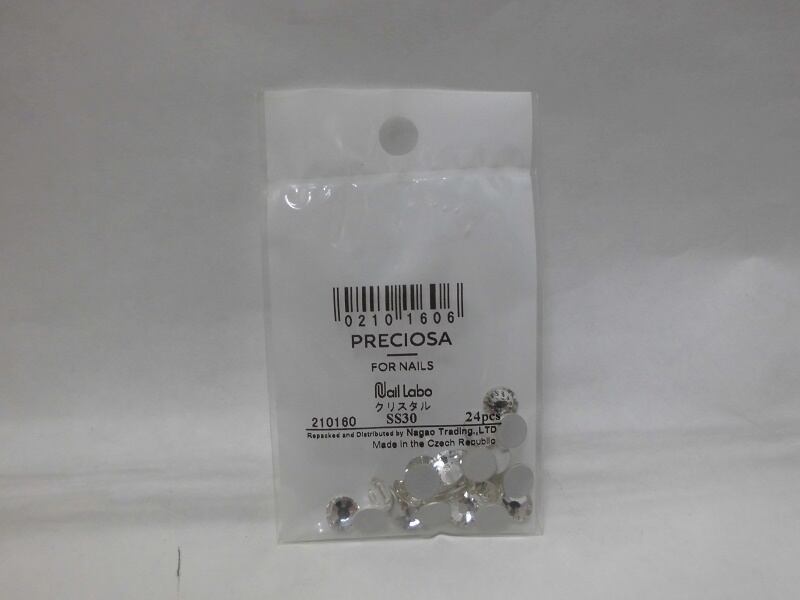 0210 1606
PRECIOSA
FOR NAILS
Nail Labo
クリスタル
210160 SS30 24pcs
Repacked and Distributed by Nagao Trading.,LTD
Made in the Czech Republic